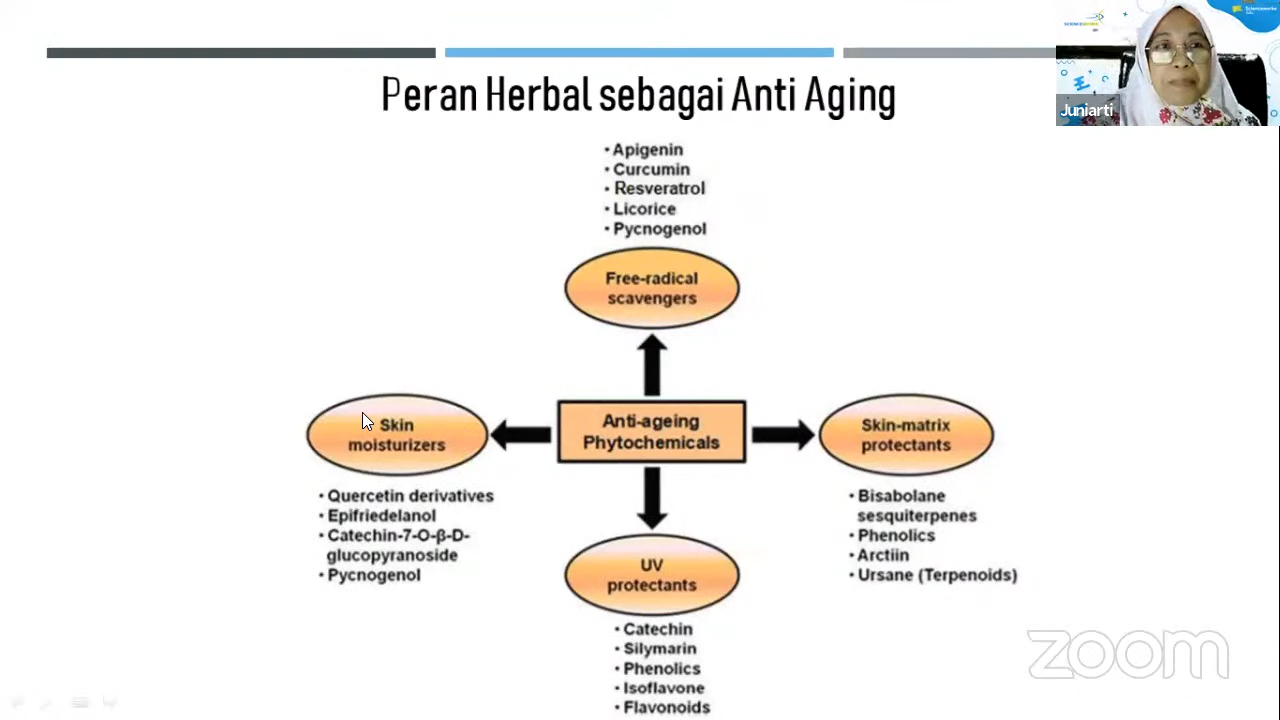 Peran Herbal sebagai Anti Aging
Juniarti
• Apigenin
• Curcumin
• Resveratrol
• Licorice
• Pycnogenol
Free-radical
scavengers
Skin
moisturizers
Anti-ageing
Phytochemicals
Skin-matrix
protectants
• Quercetin derivatives
• Epifriedelanol
• Catechin-7-O-β-D-
glucopyranoside
• Pycnogenol
• Bisabolane
sesquiterpenes
• Phenolics
• Arctiin
• Ursane (Terpenoids)
UV
protectants
• Catechin
• Silymarin
• Phenolics
• Isoflavone
• Flavonoids
zoom